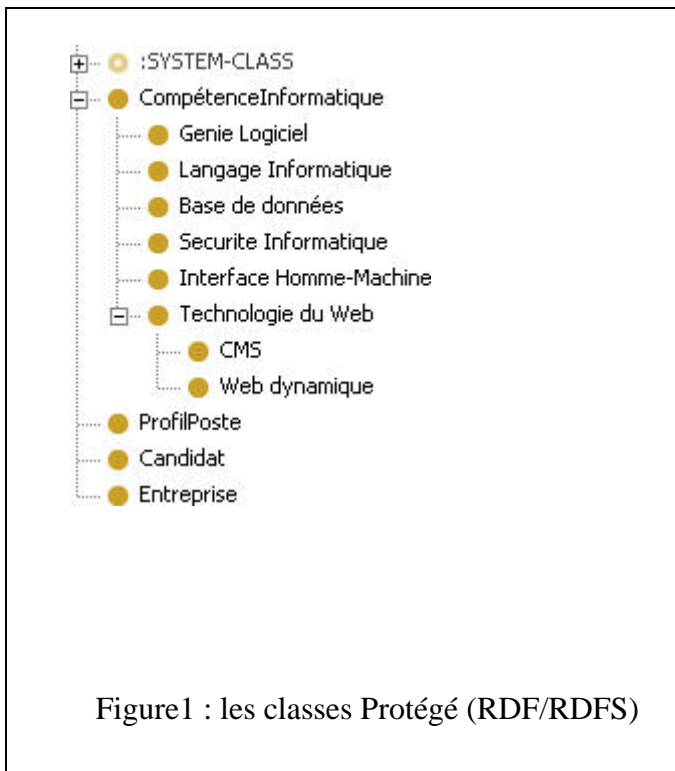 :SYSTEM-CLASS
CompétenceInformatique
Genie Logiciel
Langage Informatique
Base de données
Securite Informatique
Interface Homme-Machine
Technologie du Web
CMS
Web dynamique
ProfilPoste
Candidat
Entreprise
Figure1 : les classes Protégé (RDF/RDFS)